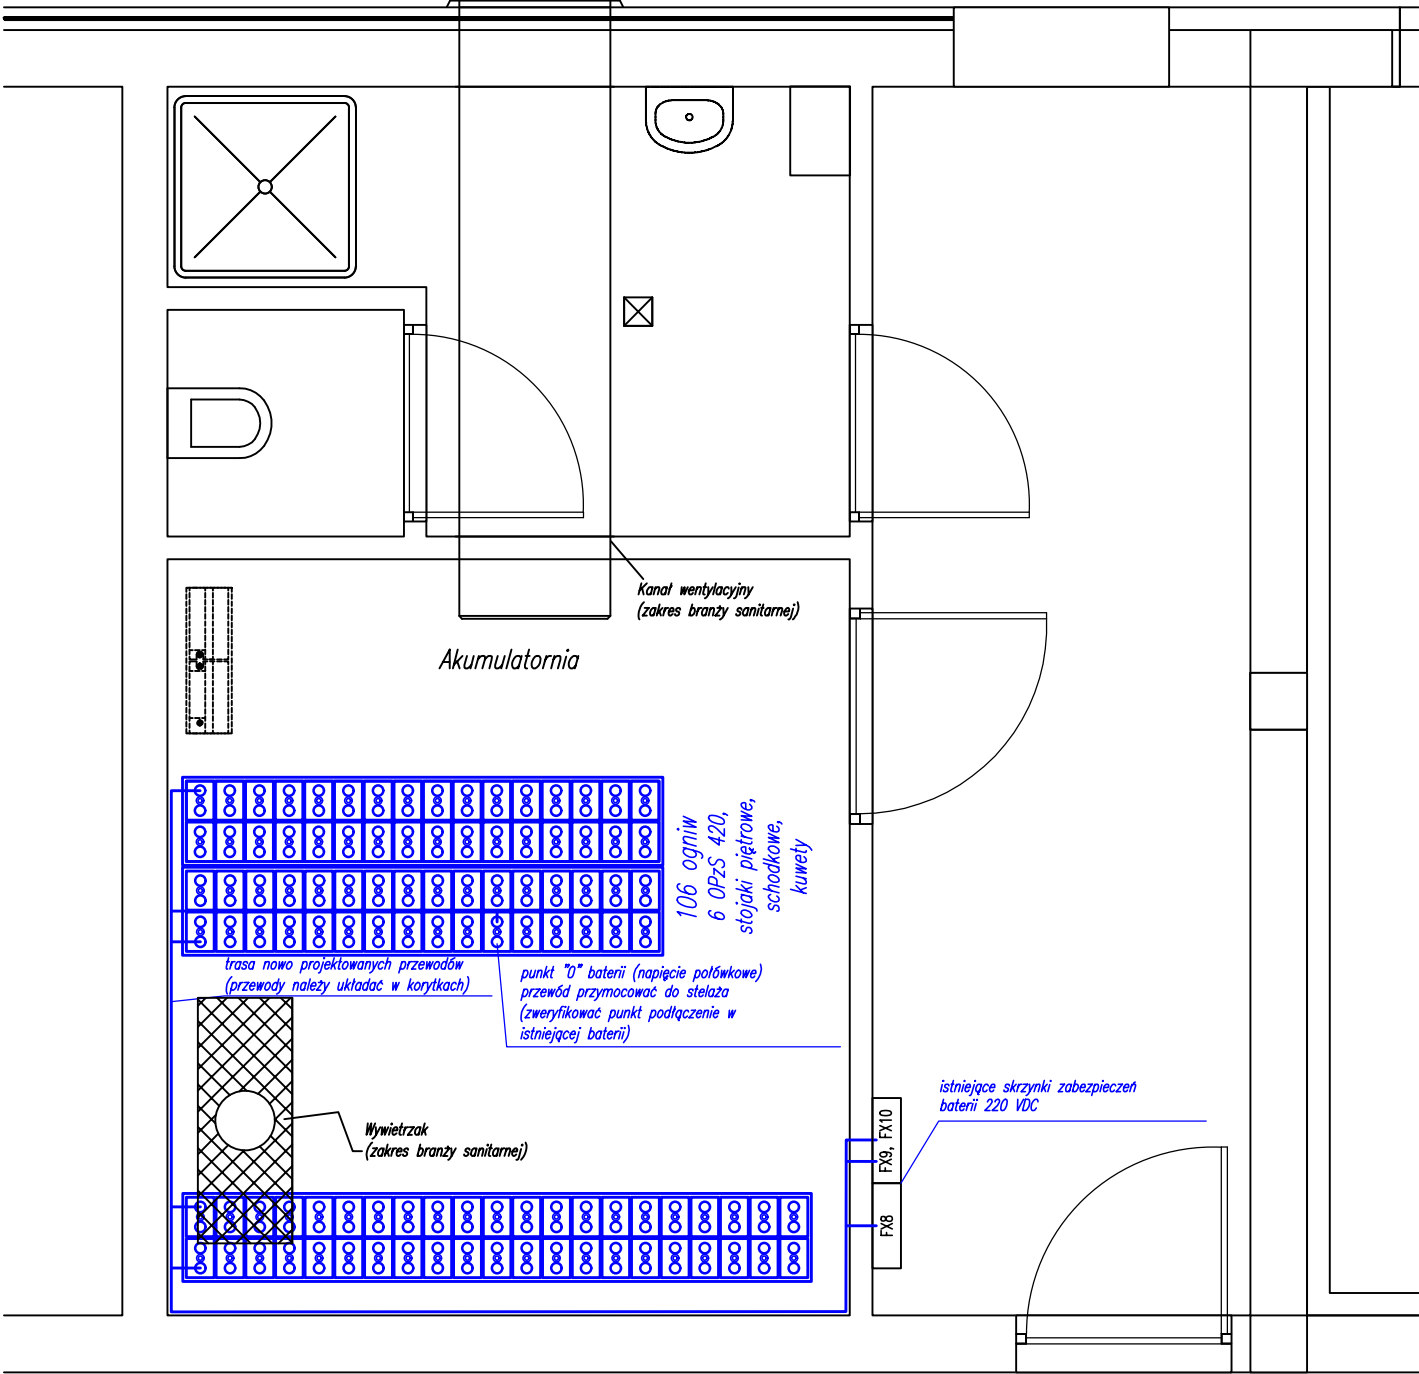 Kanał wentylacyjny
(zakres branży sanitarnej)
Akumulatornia
106 ogniw
6 OPzS 420,
stojaki piętrowe,
schodkowe,
kuwety
trasa nowo projektowanych przewodów
(przewody należy układać w korytkach)
punkt "0" baterii (napięcie połówkowe)
przewód przymocować do stelaża
(zweryfikować punkt podłączenie w
istniejącej baterii)
istniejące skrzynki zabezpieczeń
baterii 220 VDC
Wywietrzak
(zakres branży sanitarnej)
FX9, FX10
FX8